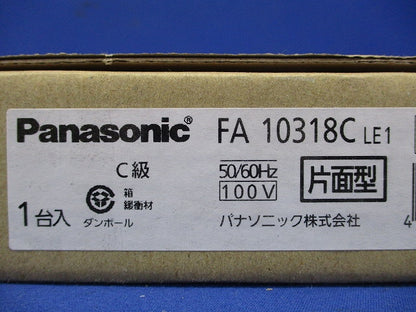 Panasonic® FA 10318C LE1
C級
50/60Hz
100V
片面型
箱
緩衝材
1台入
ダンボール
パナソニック株式会社
4